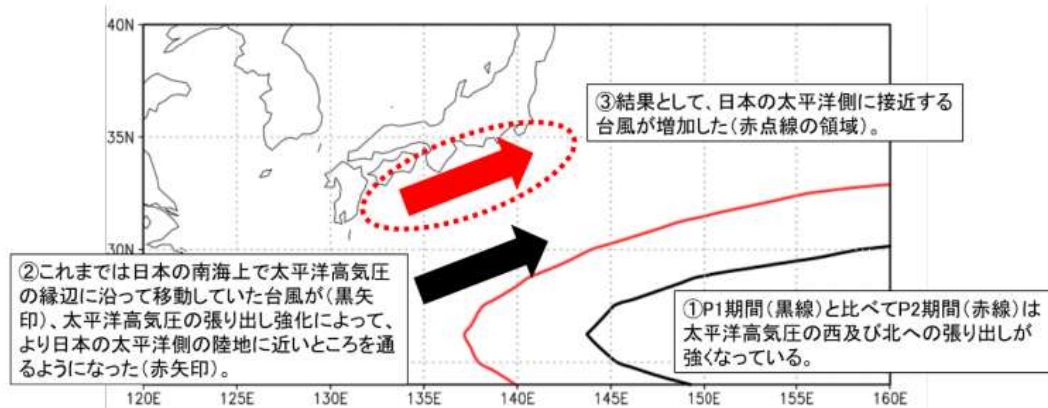 40N
③結果として、日本の太平洋側に接近する
台風が増加した(赤点線の領域)。
35N
30N
②これまでは日本の南海上で太平洋高気圧
の縁辺に沿って移動していた台風が(黒矢
印)、太平洋高気圧の張り出し強化によって、
より日本の太平洋側の陸地に近いところを通
るようになった(赤矢印)。
①P1期間(黒線)と比べてP2期間(赤線)は
太平洋高気圧の西及び北への張り出しが
強くなっている。
120E 125E 130E 135E 140E 145E 150E 155E 160E